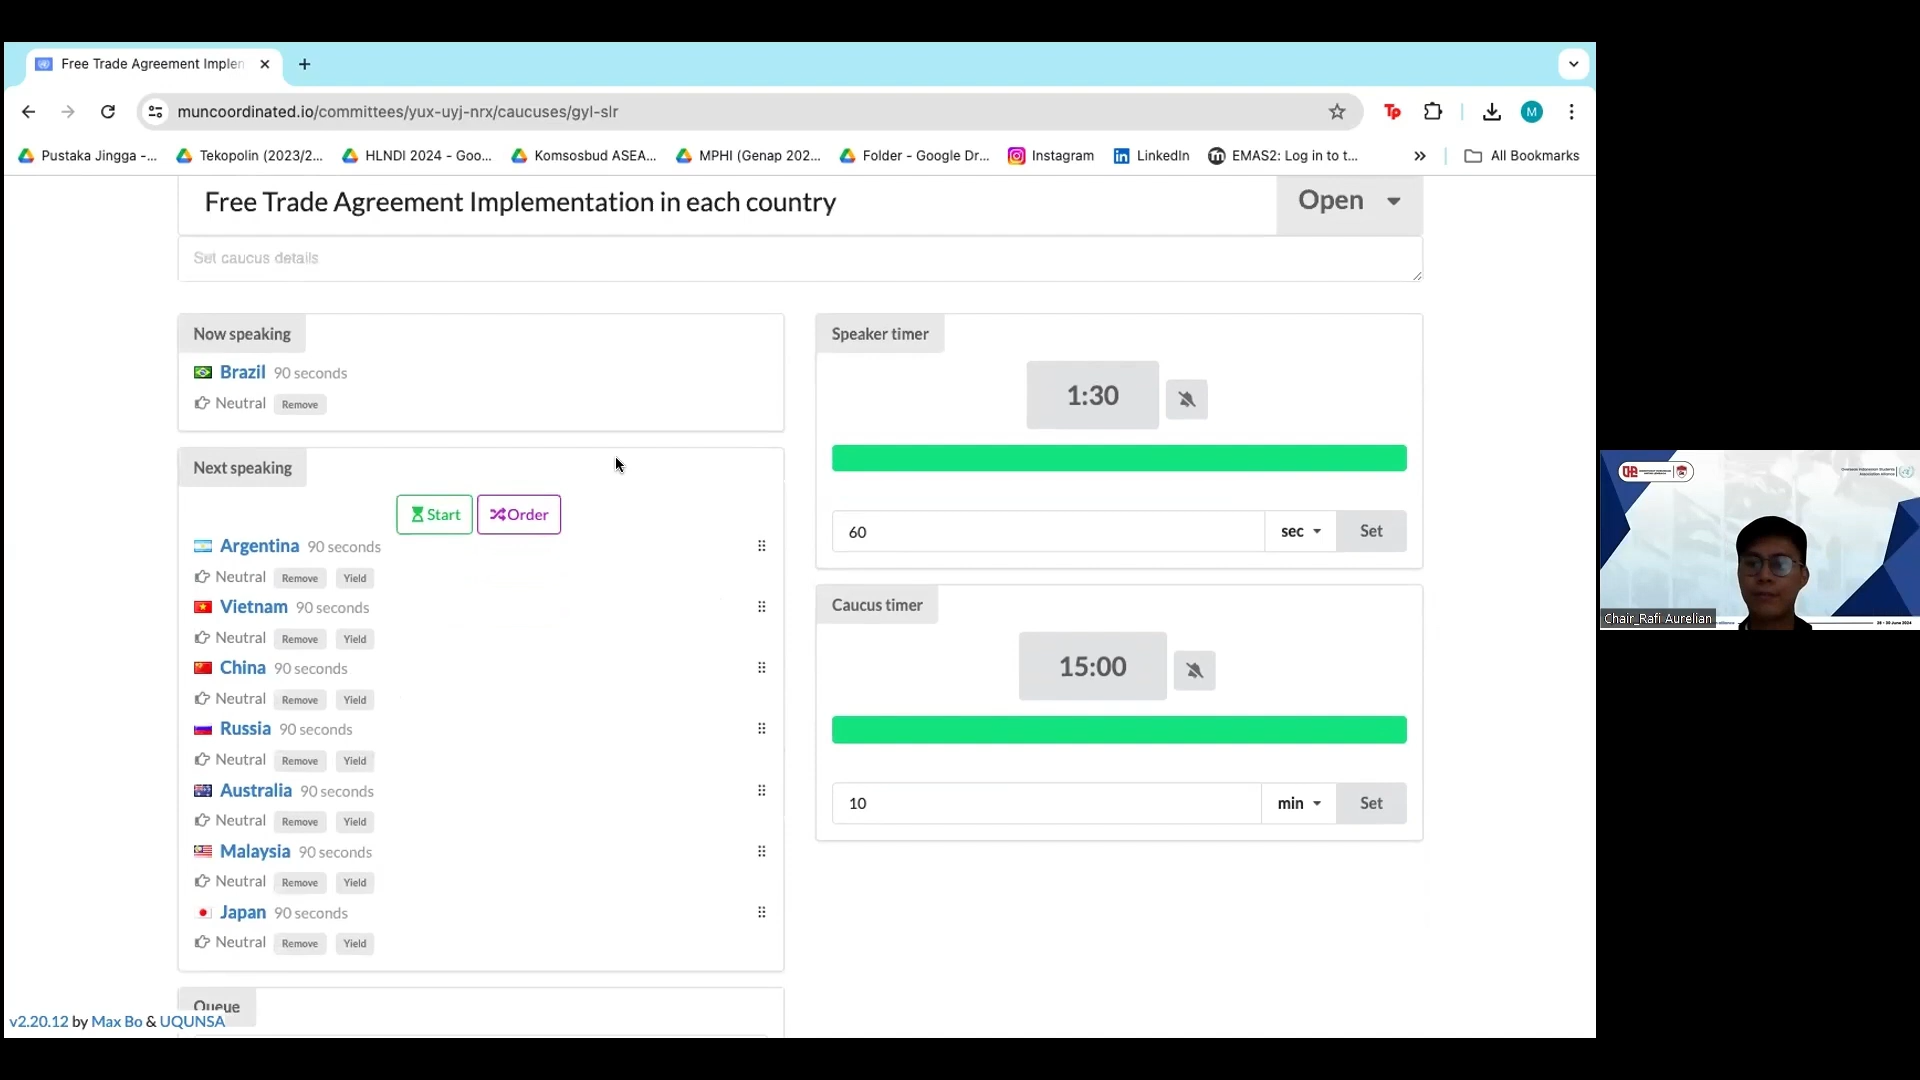 Free Trade Agreement Implen
muncoordinated.io/committees/yux-uyj-nrx/caucuses/gyl-slr
Tp
M
Pustaka Jingga -...
Tekopolin (2023/2...
HLNDI 2024 - Goo...
Komsosbud ASEA...
MPHI (Genap 202...
Folder - Google Dr...
Instagram
LinkedIn
EMAS2: Log in to t...
All Bookmarks
Free Trade Agreement Implementation in each country
Open
Set caucus details
Now speaking
Brazil 90 seconds
Neutral Remove
Next speaking
Start Order
Argentina 90 seconds
Neutral Remove Yield
Vietnam 90 seconds
Neutral Remove Yield
China 90 seconds
Neutral Remove Yield
Russia 90 seconds
Neutral Remove Yield
Australia 90 seconds
Neutral Remove Yield
Malaysia 90 seconds
Neutral Remove Yield
Japan 90 seconds
Neutral Remove Yield
Queue
v2.20.12 by Max Bo & UQUNSA
Speaker timer
1:30
60 sec Set
Caucus timer
15:00
10 min Set
Overseas Indonesian Students
Association Alliance
Chair_Rafi Aurelian